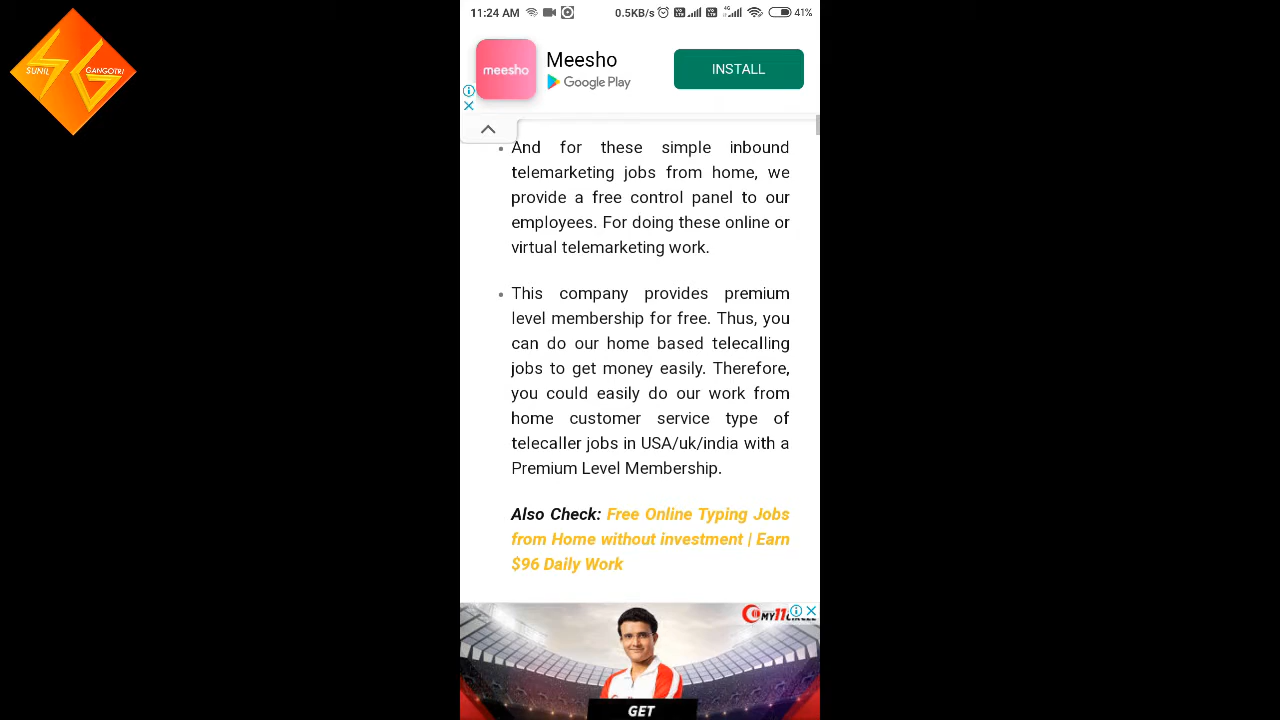 11:24 AM
0.5KB/s
4G
41%
SUNIL
GANGOTRI
meesho
Meesho
Google Play
INSTALL
And for these simple inbound
telemarketing jobs from home, we
provide a free control panel to our
employees. For doing these online or
virtual telemarketing work.
This company provides premium
level membership for free. Thus, you
can do our home based telecalling
jobs to get money easily. Therefore,
you could easily do our work from
home customer service type of
telecaller jobs in USA/uk/india with a
Premium Level Membership.
Also Check: Free Online Typing Jobs
from Home without investment | Earn
$96 Daily Work
MY11CIRCLE
GET